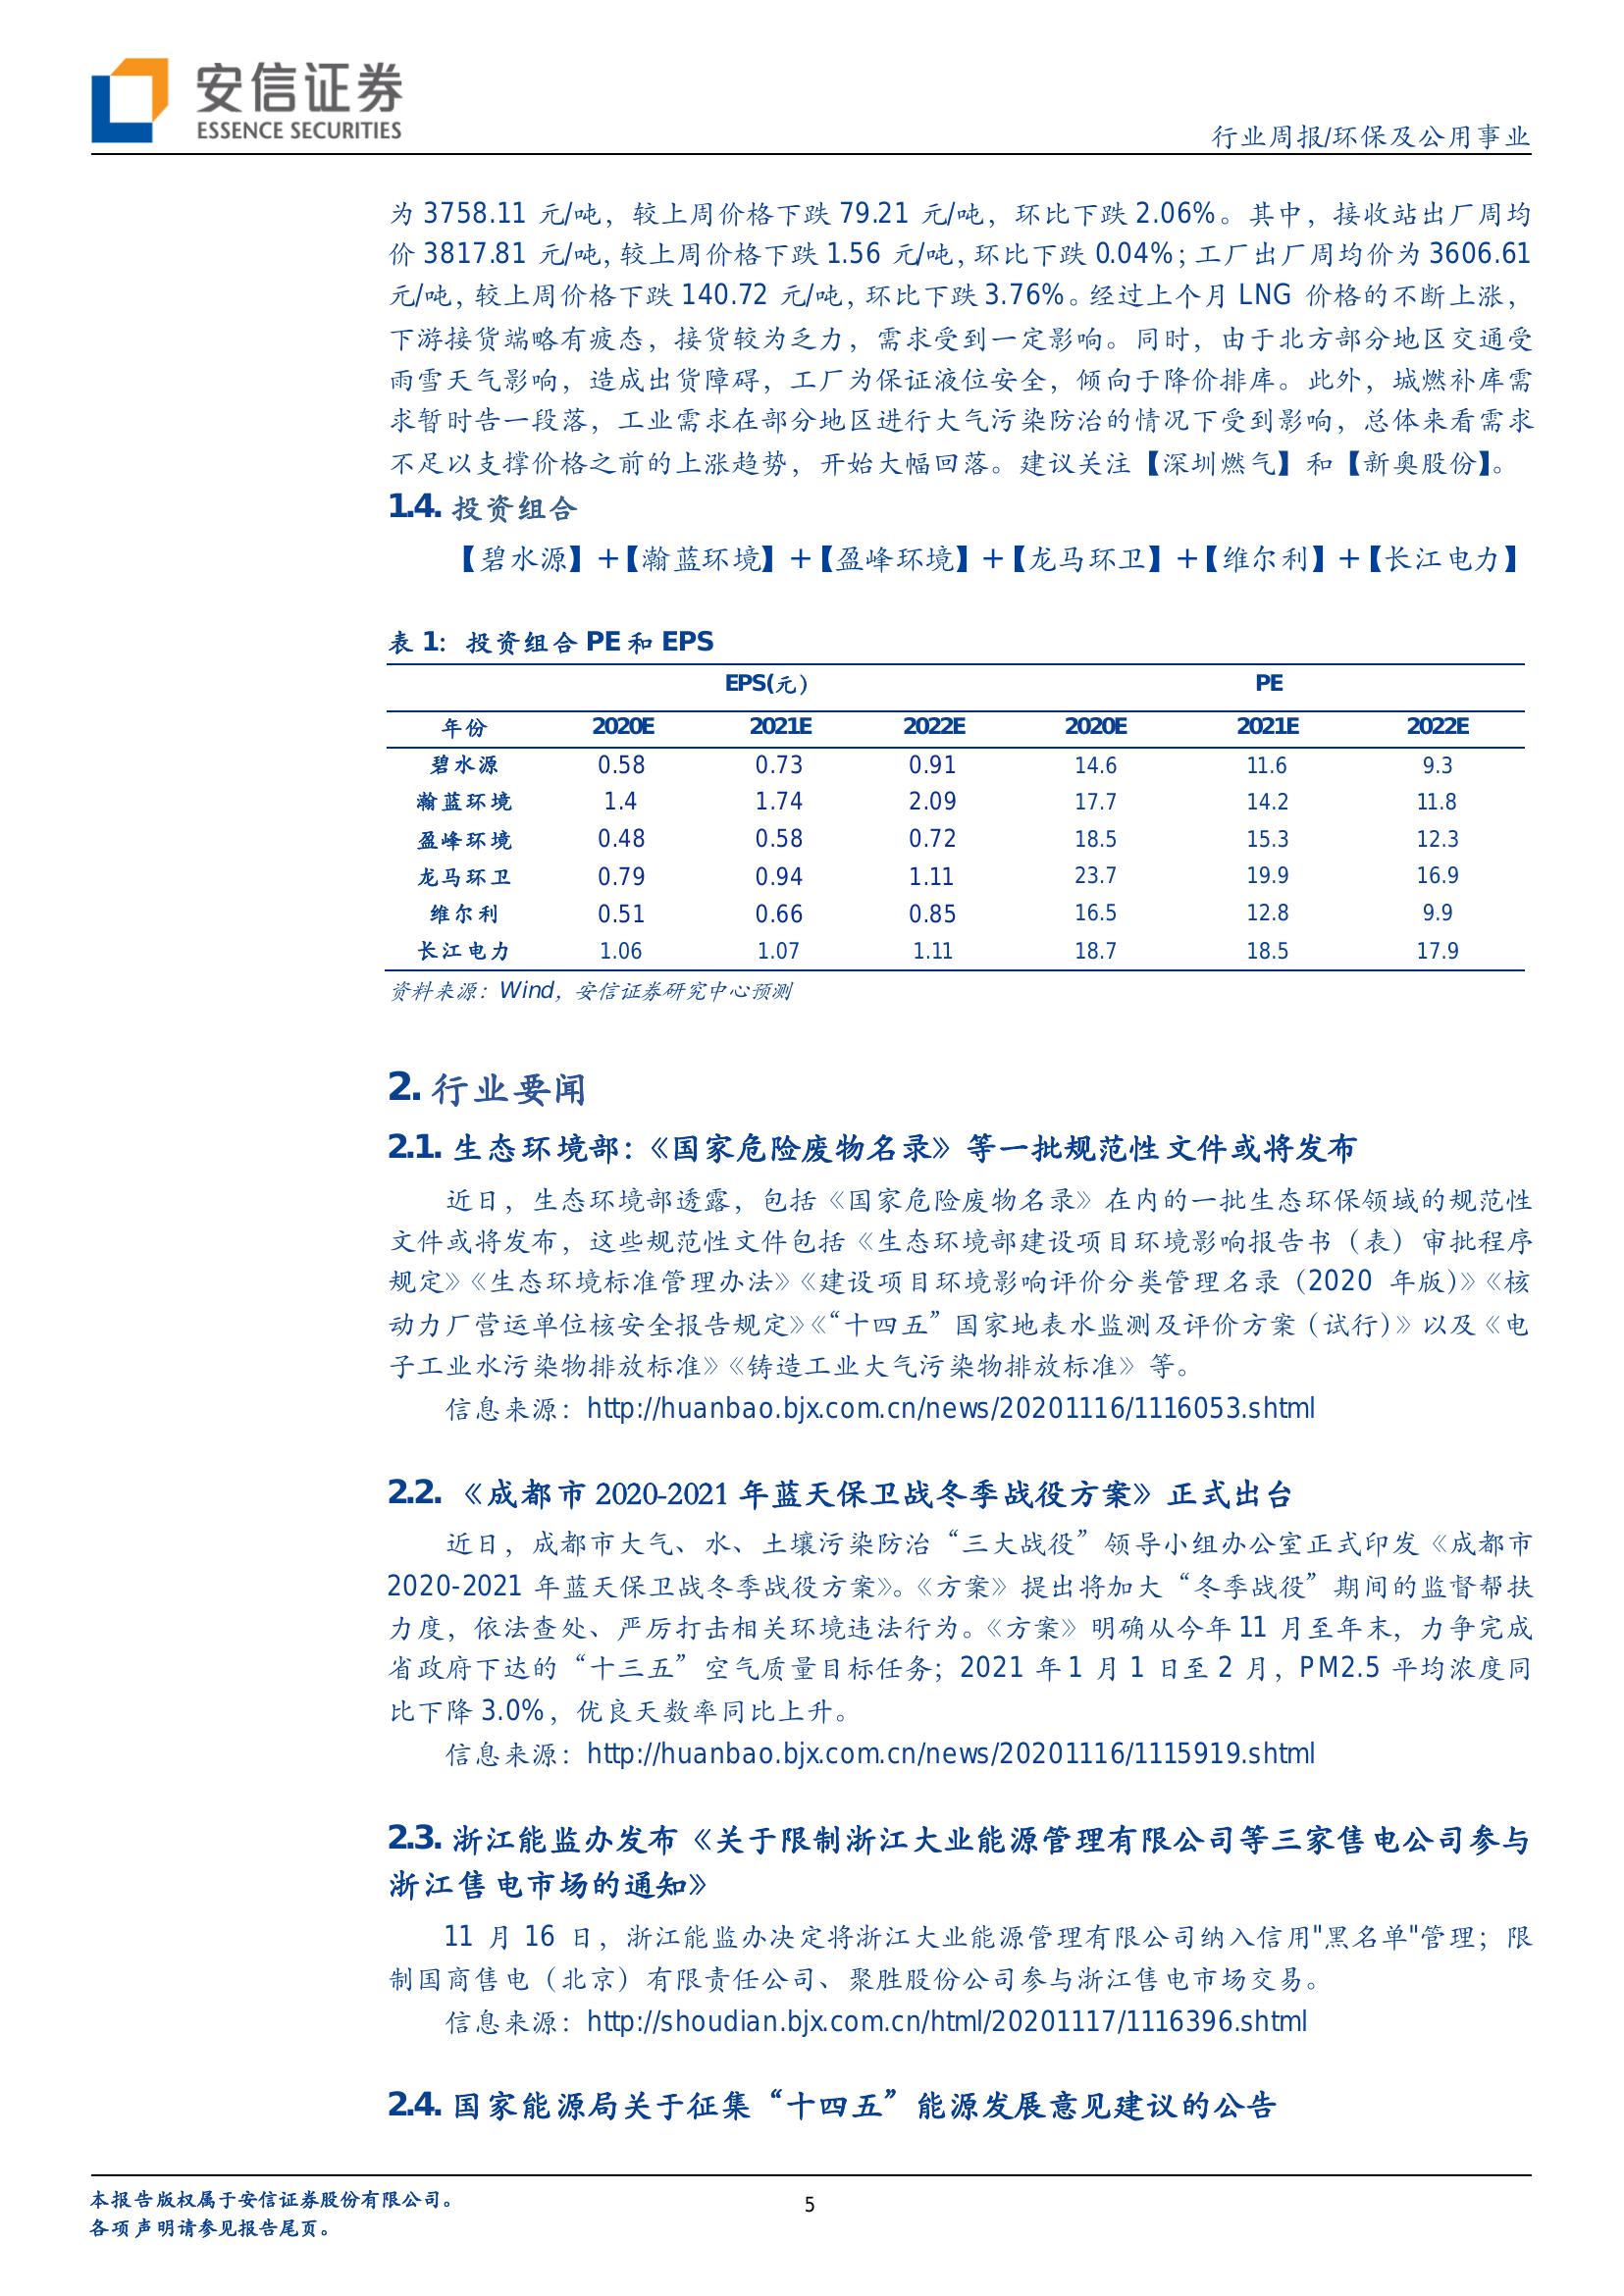 安信证券
ESSENCE SECURITIES
行业周报/环保及公用事业
为 3758.11 元/吨，较上周价格下跌 79.21 元/吨，环比下跌 2.06%。其中，接收站出厂周均
价 3817.81 元/吨，较上周价格下跌 1.56 元/吨，环比下跌 0.04%；工厂出厂周均价为 3606.61
元/吨，较上周价格下跌 140.72 元/吨，环比下跌 3.76%。经过上个月 LNG 价格的不断上涨，
下游接货端略有疲态，接货较为乏力，需求受到一定影响。同时，由于北方部分地区交通受
雨雪天气影响，造成出货障碍，工厂为保证液位安全，倾向于降价排库。此外，城燃补库需
求暂时告一段落，工业需求在部分地区进行大气污染防治的情况下受到影响，总体来看需求
不足以支撑价格之前的上涨趋势，开始大幅回落。建议关注【深圳燃气】和【新奥股份】。
1.4. 投资组合
【碧水源】+【瀚蓝环境】+【盈峰环境】+【龙马环卫】+【维尔利】+【长江电力】
表 1：投资组合 PE 和 EPS
EPS(元） PE
年份 2020E 2021E 2022E 2020E 2021E 2022E
碧水源 0.58 0.73 0.91 14.6 11.6 9.3
瀚蓝环境 1.4 1.74 2.09 17.7 14.2 11.8
盈峰环境 0.48 0.58 0.72 18.5 15.3 12.3
龙马环卫 0.79 0.94 1.11 23.7 19.9 16.9
维尔利 0.51 0.66 0.85 16.5 12.8 9.9
长江电力 1.06 1.07 1.11 18.7 18.5 17.9
资料来源：Wind，安信证券研究中心预测
2. 行业要闻
2.1. 生态环境部：《国家危险废物名录》等一批规范性文件或将发布
近日，生态环境部透露，包括《国家危险废物名录》在内的一批生态环保领域的规范性
文件或将发布，这些规范性文件包括《生态环境部建设项目环境影响报告书（表）审批程序
规定》《生态环境标准管理办法》《建设项目环境影响评价分类管理名录（2020 年版)》《核
动力厂营运单位核安全报告规定》《“十四五”国家地表水监测及评价方案（试行)》以及《电
子工业水污染物排放标准》《铸造工业大气污染物排放标准》等。
信息来源：http://huanbao.bjx.com.cn/news/20201116/1116053.shtml
2.2. 《成都市 2020-2021 年蓝天保卫战冬季战役方案》正式出台
近日，成都市大气、水、土壤污染防治“三大战役”领导小组办公室正式印发《成都市
2020-2021 年蓝天保卫战冬季战役方案》。《方案》提出将加大“冬季战役”期间的监督帮扶
力度，依法查处、严厉打击相关环境违法行为。《方案》明确从今年 11 月至年末，力争完成
省政府下达的“十三五”空气质量目标任务；2021 年 1 月 1 日至 2 月，PM2.5 平均浓度同
比下降 3.0%，优良天数率同比上升。
信息来源：http://huanbao.bjx.com.cn/news/20201116/1115919.shtml
2.3. 浙江能监办发布《关于限制浙江大业能源管理有限公司等三家售电公司参与
浙江售电市场的通知》
11 月 16 日，浙江能监办决定将浙江大业能源管理有限公司纳入信用"黑名单"管理；限
制国商售电（北京）有限责任公司、聚胜股份公司参与浙江售电市场交易。
信息来源：http://shoudian.bjx.com.cn/html/20201117/1116396.shtml
2.4. 国家能源局关于征集“十四五”能源发展意见建议的公告
本报告版权属于安信证券股份有限公司。
5
各项声明请参见报告尾页。